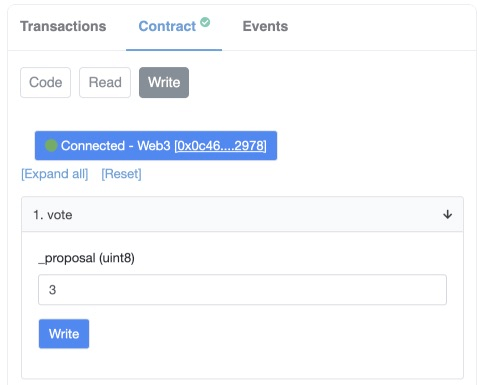 Transactions Contract Events
Code Read Write
Connected - Web3 [0x0c46....2978]
[Expand all] [Reset]
1. vote
_proposal (uint8)
3
Write